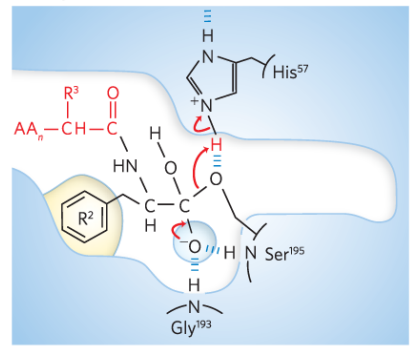 H
N
His⁵⁷
R³
O
+
N
AAₙ—CH—C
H
H
O
HN
O
R²
C
C
H
⁻O
H
N
Ser¹⁹⁵
H
N
Gly¹⁹³